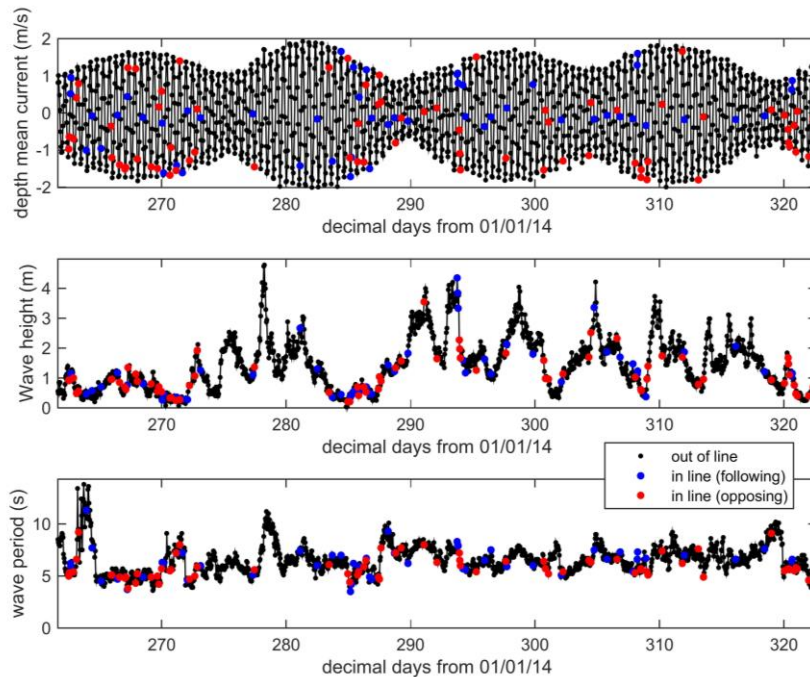 depth mean current (m/s)
2
1
0
-1
-2
270 280 290 300 310 320
decimal days from 01/01/14
Wave height (m)
4
3
2
1
0
270 280 290 300 310 320
decimal days from 01/01/14
out of line
in line (following)
in line (opposing)
wave period (s)
10
5
0
270 280 290 300 310 320
decimal days from 01/01/14